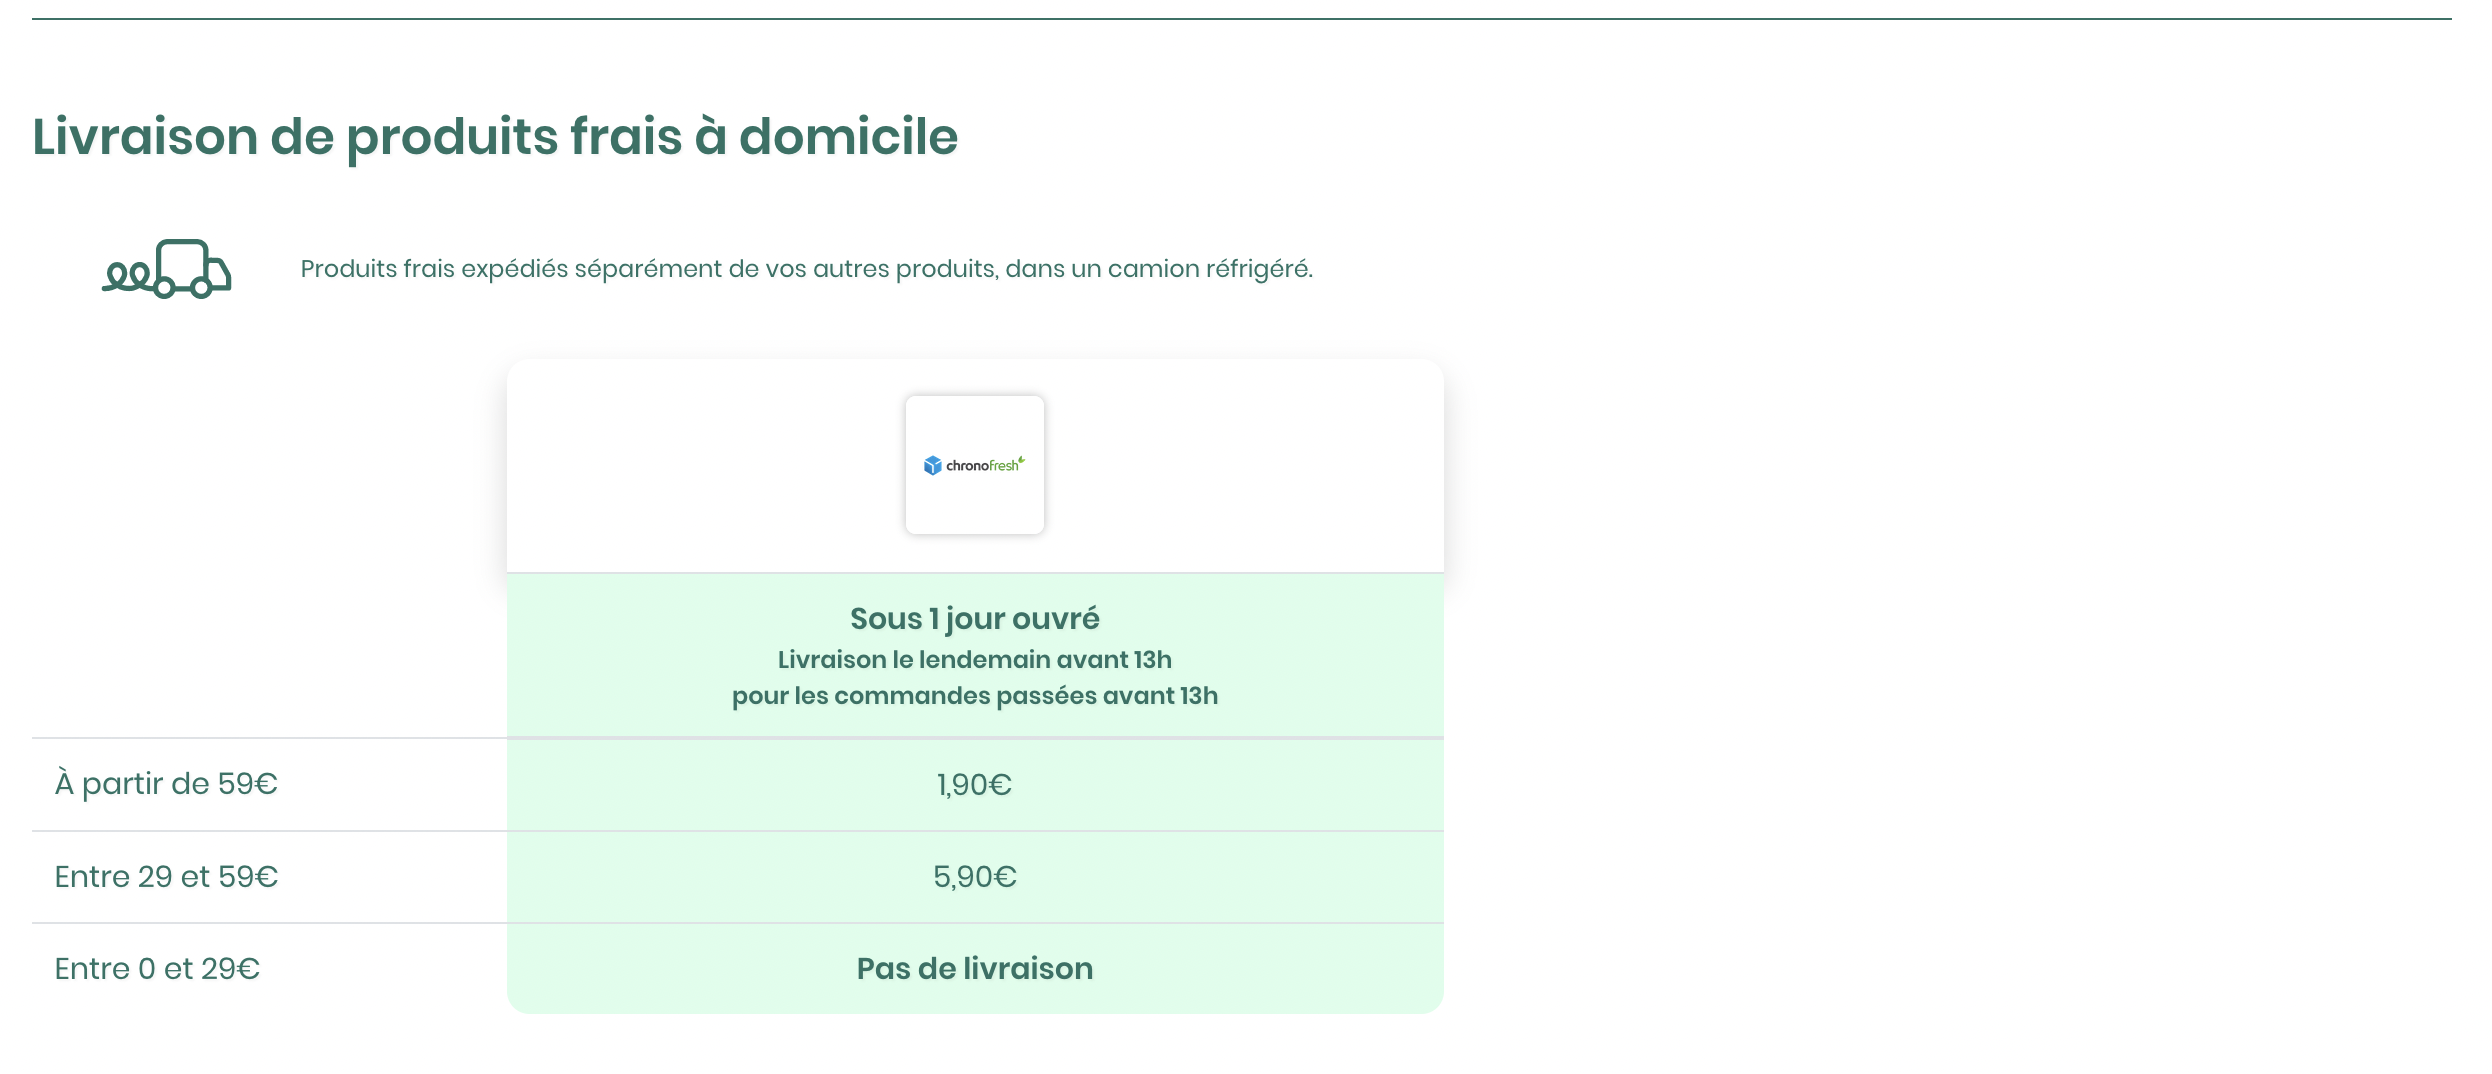 Livraison de produits frais à domicile
Produits frais expédiés séparément de vos autres produits, dans un camion réfrigéré.
chronofresh
Sous 1 jour ouvré
Livraison le lendemain avant 13h
pour les commandes passées avant 13h
À partir de 59€ 1,90€
Entre 29 et 59€ 5,90€
Entre 0 et 29€ Pas de livraison